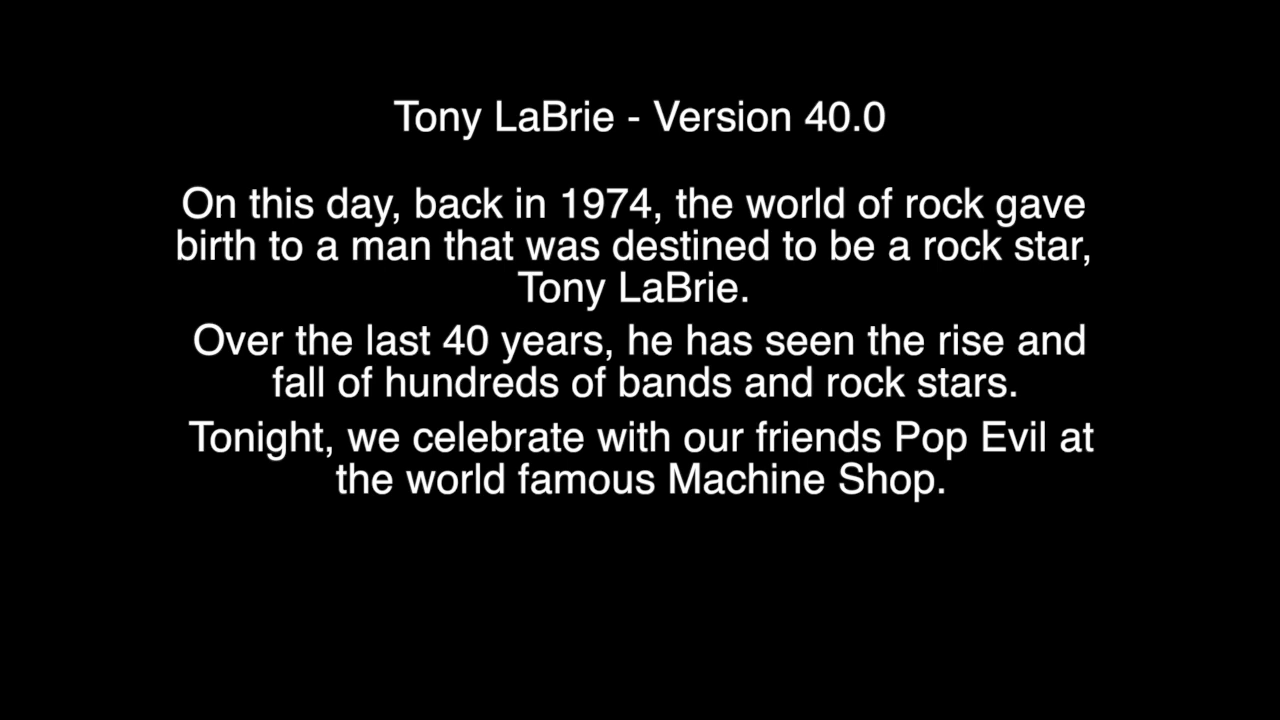 Tony LaBrie - Version 40.0
On this day, back in 1974, the world of rock gave
birth to a man that was destined to be a rock star,
Tony LaBrie.
Over the last 40 years, he has seen the rise and
fall of hundreds of bands and rock stars.
Tonight, we celebrate with our friends Pop Evil at
the world famous Machine Shop.